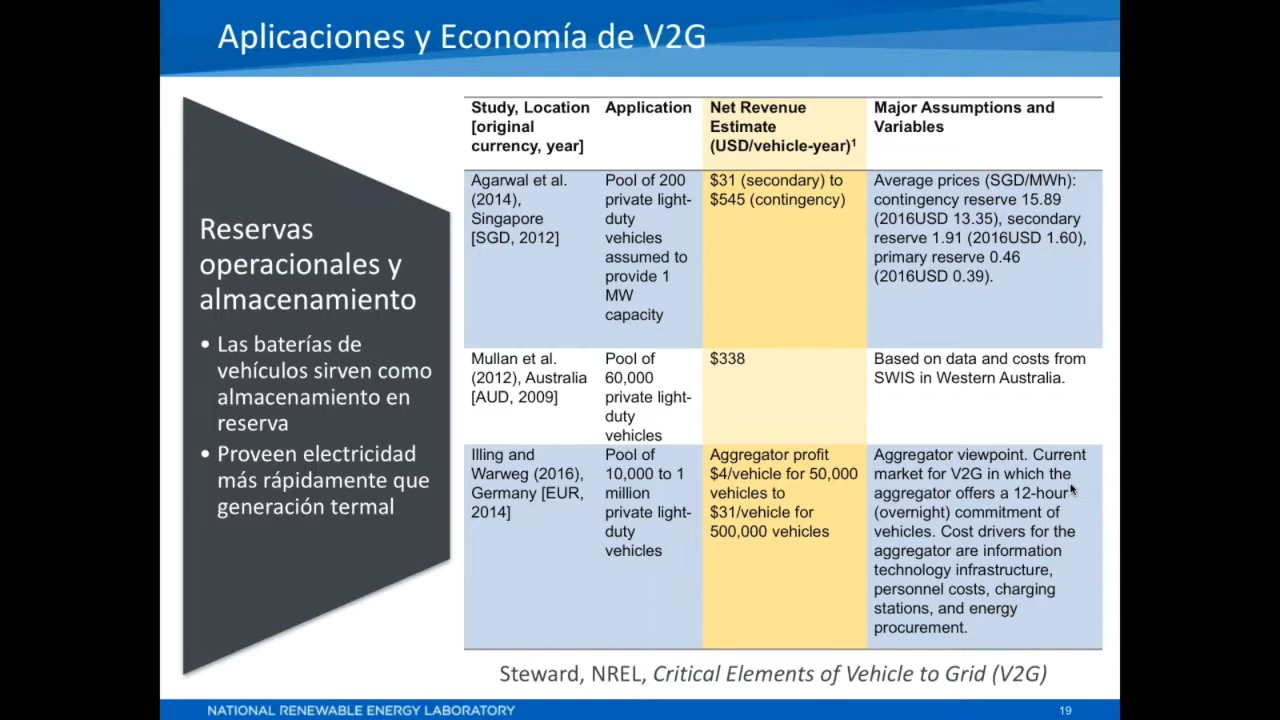 Aplicaciones y Economía de V2G
Reservas
operacionales y
almacenamiento
• Las baterías de
vehículos sirven como
almacenamiento en
reserva
• Proveen electricidad
más rápidamente que
generación termal
Study, Location
[original
currency, year]
Application
Net Revenue
Estimate
(USD/vehicle-year)¹
Major Assumptions and
Variables
Agarwal et al.
(2014),
Singapore
[SGD, 2012]
Pool of 200
private light-
duty
vehicles
assumed to
provide 1
MW
capacity
$31 (secondary) to
$545 (contingency)
Average prices (SGD/MWh):
contingency reserve 15.89
(2016USD 13.35), secondary
reserve 1.91 (2016USD 1.60),
primary reserve 0.46
(2016USD 0.39).
Mullan et al.
(2012), Australia
[AUD, 2009]
Pool of
60,000
private light-
duty
vehicles
$338
Based on data and costs from
SWIS in Western Australia.
Illing and
Warweg (2016),
Germany [EUR,
2014]
Pool of
10,000 to 1
million
private light-
duty
vehicles
Aggregator profit
$4/vehicle for 50,000
vehicles to
$31/vehicle for
500,000 vehicles
Aggregator viewpoint. Current
market for V2G in which the
aggregator offers a 12-hour
(overnight) commitment of
vehicles. Cost drivers for the
aggregator are information
technology infrastructure,
personnel costs, charging
stations, and energy
procurement.
Steward, NREL, Critical Elements of Vehicle to Grid (V2G)
NATIONAL RENEWABLE ENERGY LABORATORY
19